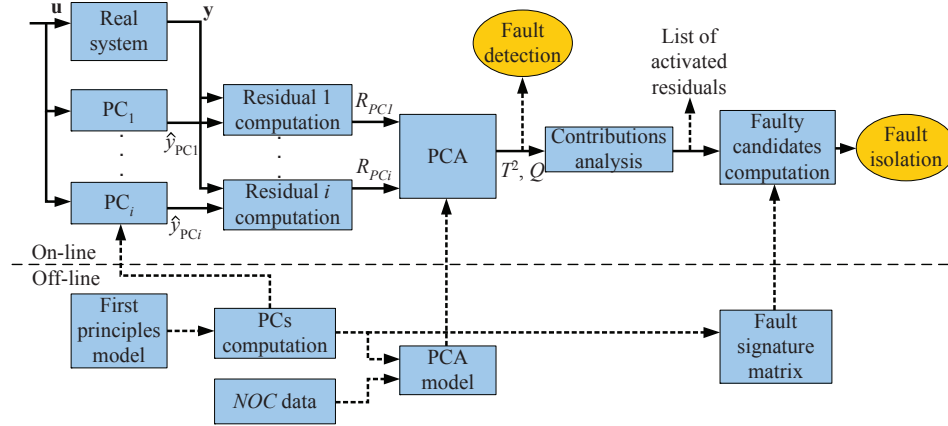 u
y
Real
system
PC1
ŷPC1
.
.
.
PCi
ŷPCi
Residual 1
computation
RPC1
.
.
.
Residual i
computation
RPCi
PCA
T², Q
Fault
detection
Contributions
analysis
List of
activated
residuals
Faulty
candidates
computation
Fault
isolation
On-line
Off-line
First
principles
model
PCs
computation
NOC data
PCA
model
Fault
signature
matrix